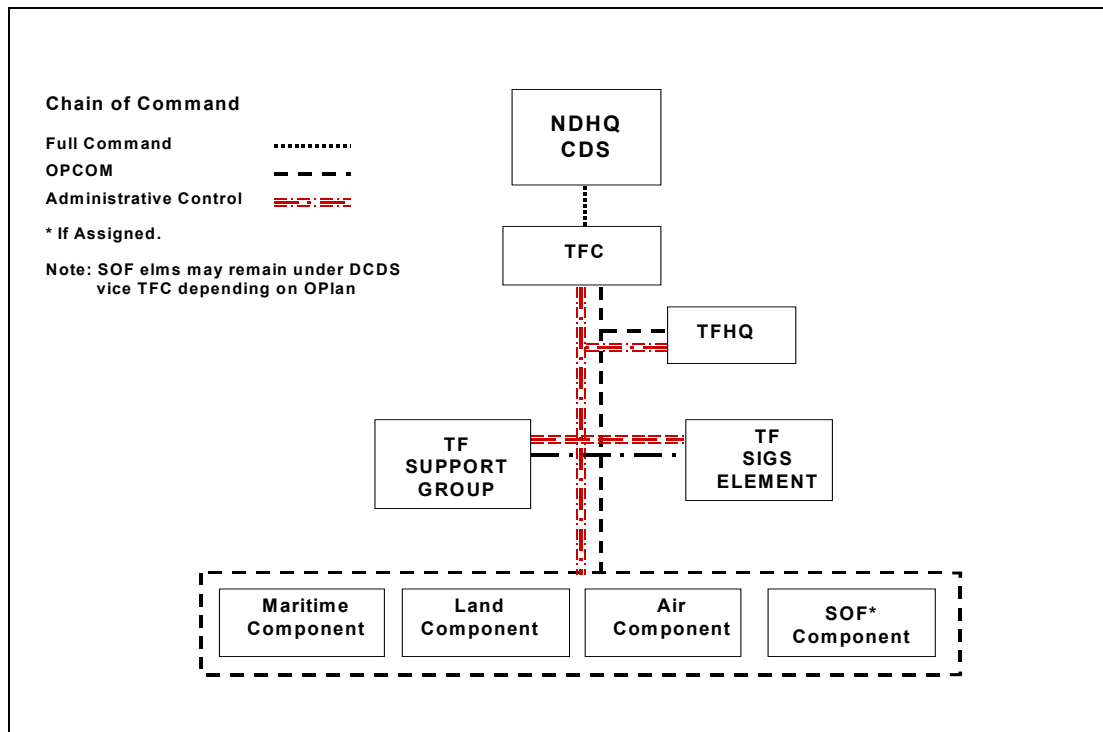 Chain of Command
Full Command
OPCOM
Administrative Control
* If Assigned.
Note: SOF elms may remain under DCDS
vice TFC depending on OPlan
NDHQ
CDS
TFC
TFHQ
TF
SUPPORT
GROUP
TF
SIGS
ELEMENT
Maritime
Component
Land
Component
Air
Component
SOF*
Component